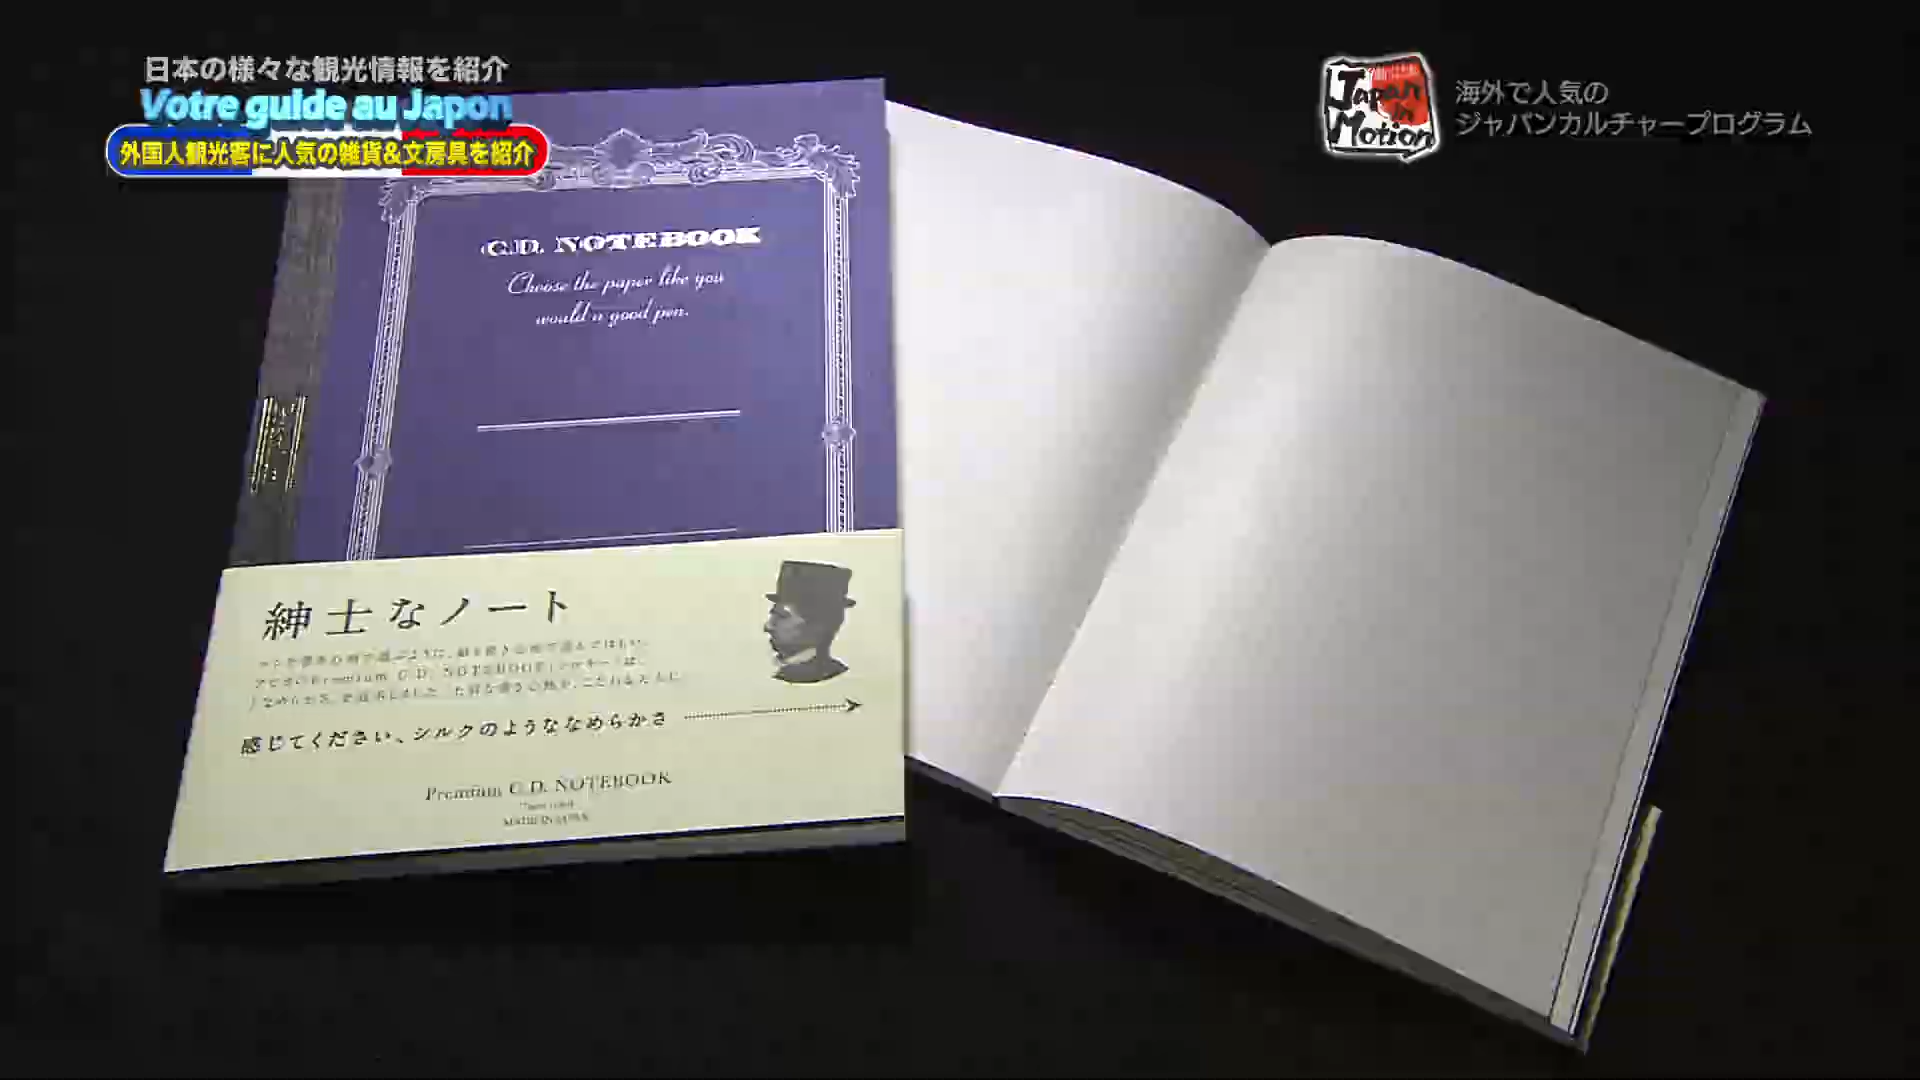 日本の様々な観光情報を紹介
Votre guide au Japon
外国人観光客に人気の雑貨&文房具を紹介
Japan in Motion
海外で人気の
ジャパンカルチャープログラム
C.D. NOTEBOOK
Choose the paper like you
would a good pen.
紳士なノート
感じてください、シルクのようななめらかさ
Premium C.D. NOTEBOOK